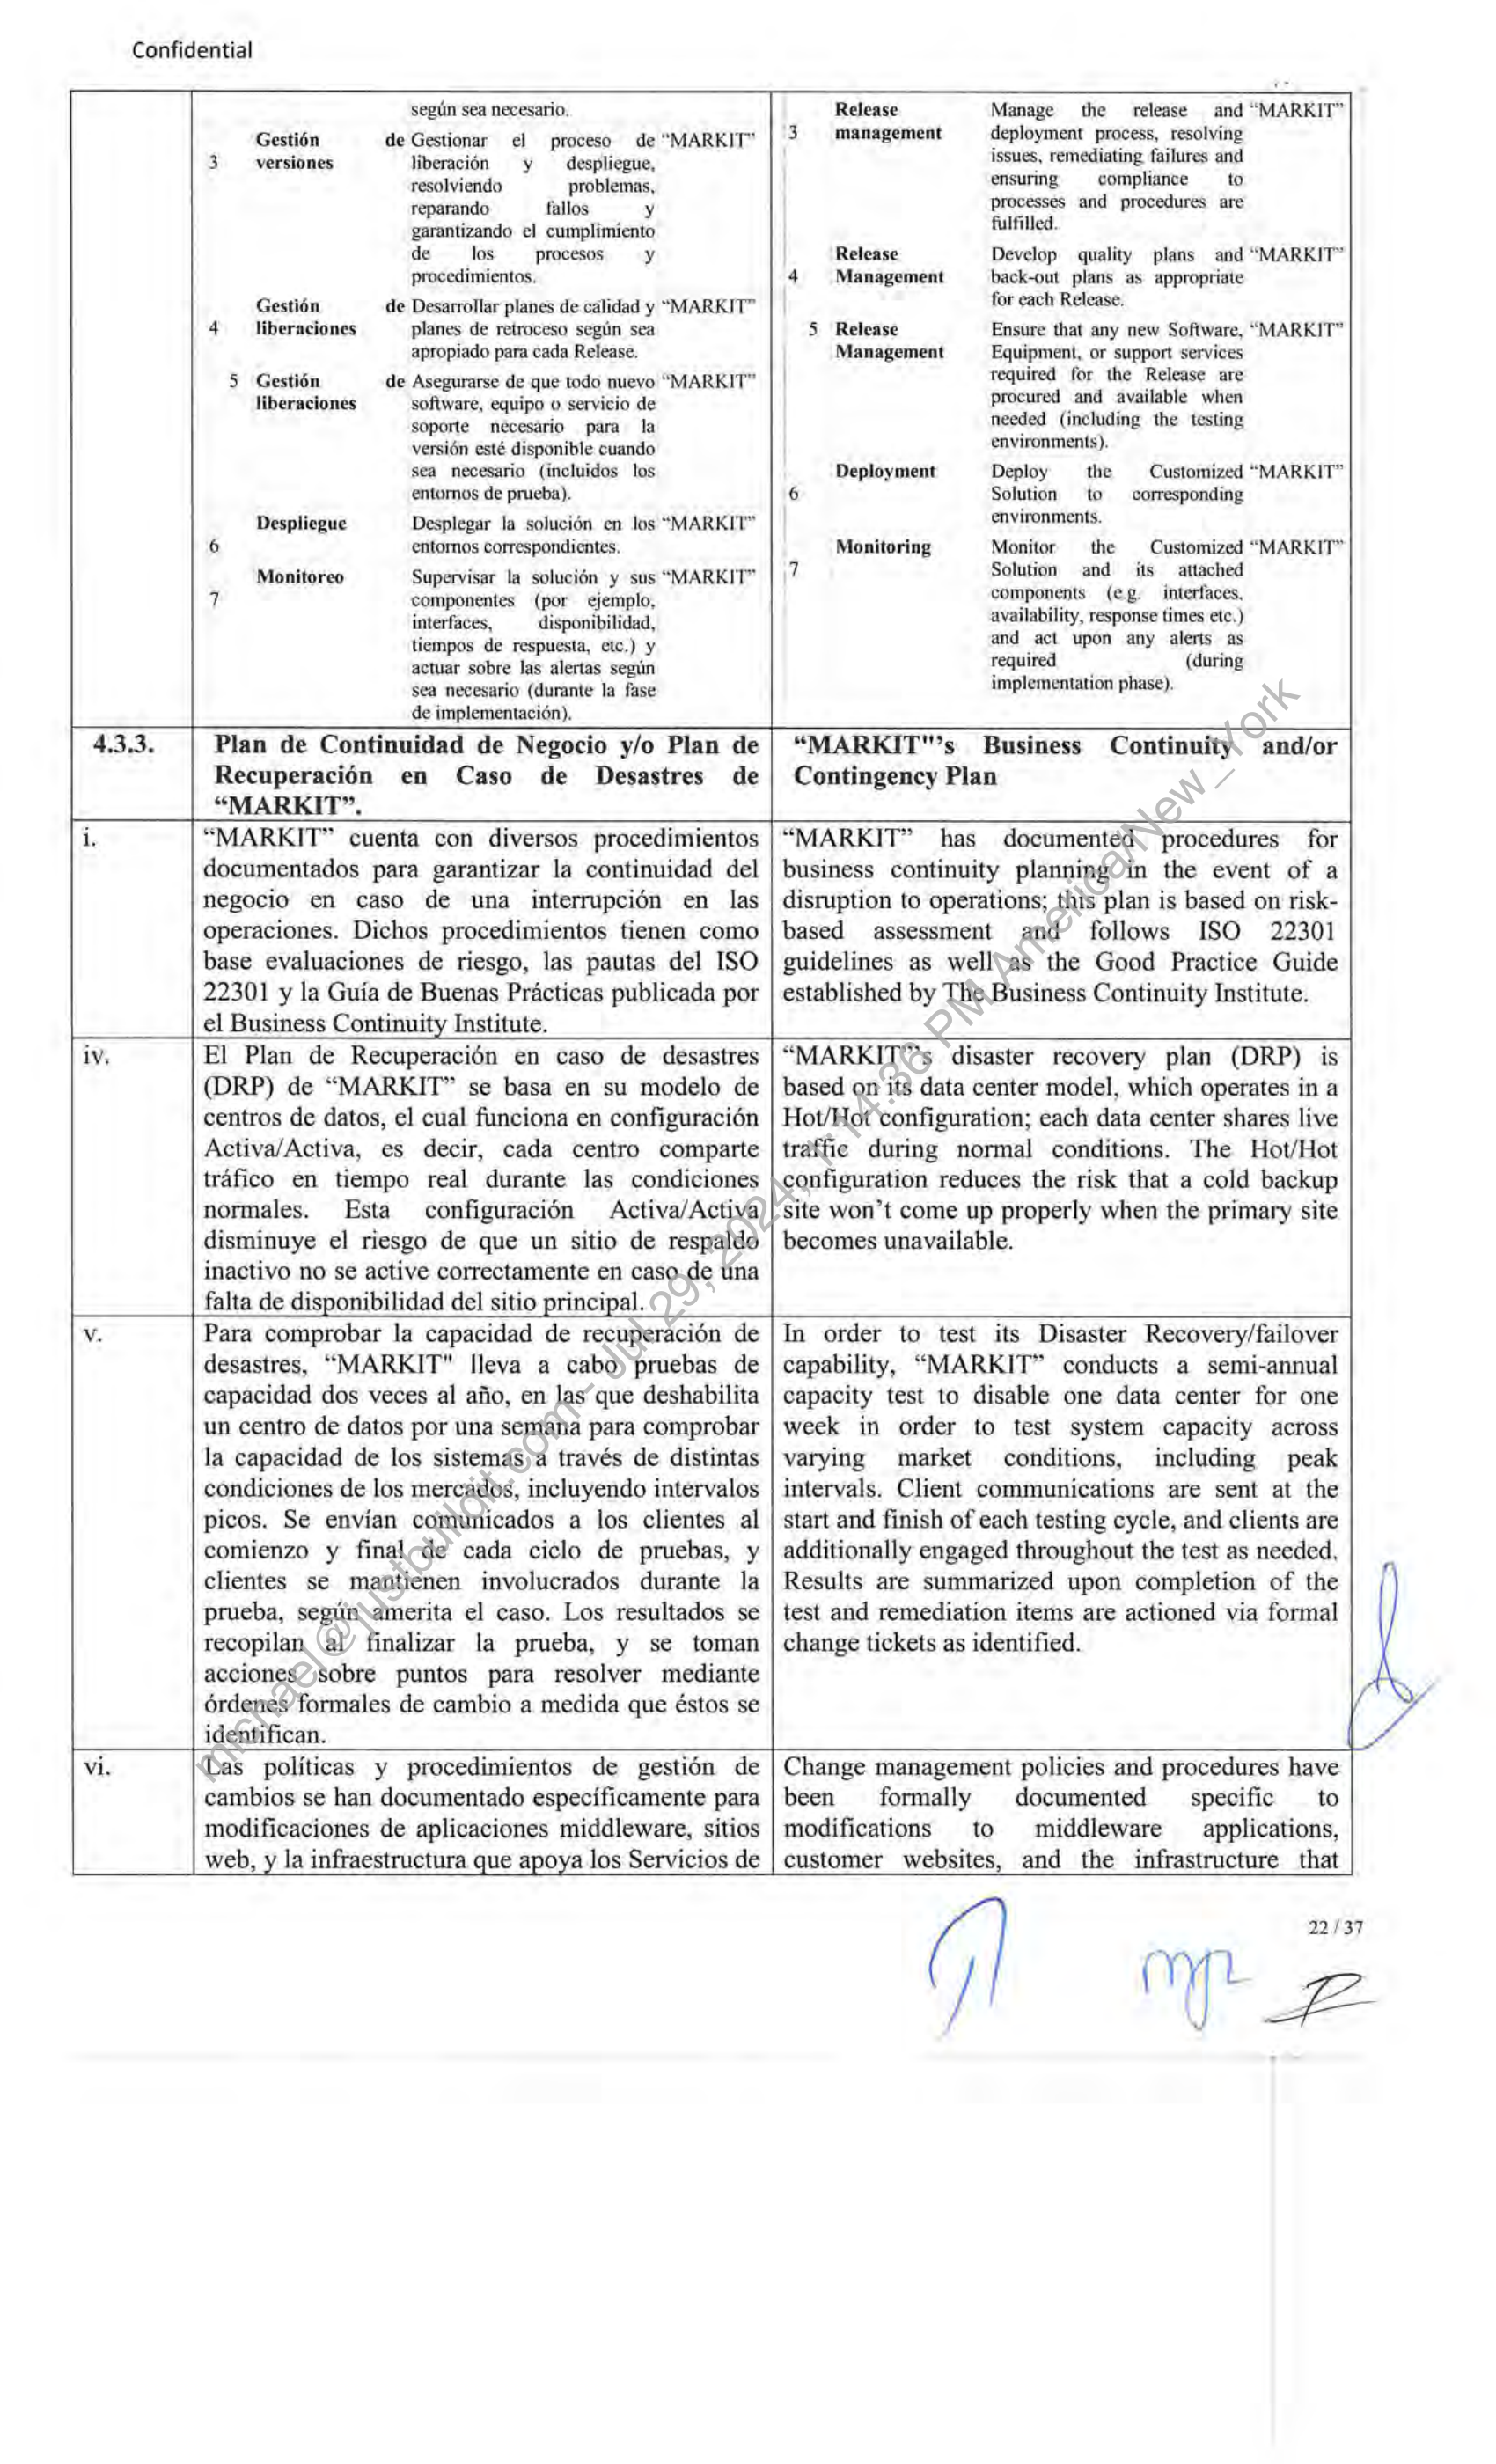 Confidential
según sea necesario.
3 Gestión de versiones Gestionar el proceso de “MARKIT”
liberación y despliegue,
resolviendo problemas,
reparando fallos y
garantizando el cumplimiento
de los procesos y
procedimientos.
4 Gestión de liberaciones Desarrollar planes de calidad y “MARKIT”
planes de retroceso según sea
apropiado para cada Release.
5 Gestión de liberaciones Asegurarse de que todo nuevo “MARKIT”
software, equipo o servicio de
soporte necesario para la
versión esté disponible cuando
sea necesario (incluidos los
entornos de prueba).
6 Despliegue Desplegar la solución en los “MARKIT”
entornos correspondientes.
7 Monitoreo Supervisar la solución y sus “MARKIT”
componentes (por ejemplo,
interfaces, disponibilidad,
tiempos de respuesta, etc.) y
actuar sobre las alertas según
sea necesario (durante la fase
de implementación).
3 Release management Manage the release and “MARKIT”
deployment process, resolving
issues, remediating failures and
ensuring compliance to
processes and procedures are
fulfilled.
4 Release Management Develop quality plans and “MARKIT”
back-out plans as appropriate
for each Release.
5 Release Management Ensure that any new Software, “MARKIT”
Equipment, or support services
required for the Release are
procured and available when
needed (including the testing
environments).
6 Deployment Deploy the Customized “MARKIT”
Solution to corresponding
environments.
7 Monitoring Monitor the Customized “MARKIT”
Solution and its attached
components (e.g. interfaces,
availability, response times etc.)
and act upon any alerts as
required (during
implementation phase).
4.3.3.
Plan de Continuidad de Negocio y/o Plan de
Recuperación en Caso de Desastres de
“MARKIT”.
“MARKIT"’s Business Continuity and/or
Contingency Plan
i.
“MARKIT” cuenta con diversos procedimientos
documentados para garantizar la continuidad del
negocio en caso de una interrupción en las
operaciones. Dichos procedimientos tienen como
base evaluaciones de riesgo, las pautas del ISO
22301 y la Guía de Buenas Prácticas publicada por
el Business Continuity Institute.
“MARKIT” has documented procedures for
business continuity planning in the event of a
disruption to operations; this plan is based on risk-
based assessment and follows ISO 22301
guidelines as well as the Good Practice Guide
established by The Business Continuity Institute.
iv.
El Plan de Recuperación en caso de desastres
(DRP) de “MARKIT” se basa en su modelo de
centros de datos, el cual funciona en configuración
Activa/Activa, es decir, cada centro comparte
tráfico en tiempo real durante las condiciones
normales. Esta configuración Activa/Activa
disminuye el riesgo de que un sitio de respaldo
inactivo no se active correctamente en caso de una
falta de disponibilidad del sitio principal.
“MARKIT”’s disaster recovery plan (DRP) is
based on its data center model, which operates in a
Hot/Hot configuration; each data center shares live
traffic during normal conditions. The Hot/Hot
configuration reduces the risk that a cold backup
site won’t come up properly when the primary site
becomes unavailable.
v.
Para comprobar la capacidad de recuperación de
desastres, “MARKIT" lleva a cabo pruebas de
capacidad dos veces al año, en las que deshabilita
un centro de datos por una semana para comprobar
la capacidad de los sistemas a través de distintas
condiciones de los mercados, incluyendo intervalos
picos. Se envían comunicados a los clientes al
comienzo y final de cada ciclo de pruebas, y
clientes se mantienen involucrados durante la
prueba, según amerita el caso. Los resultados se
recopilan al finalizar la prueba, y se toman
acciones sobre puntos para resolver mediante
órdenes formales de cambio a medida que éstos se
identifican.
In order to test its Disaster Recovery/failover
capability, “MARKIT” conducts a semi-annual
capacity test to disable one data center for one
week in order to test system capacity across
varying market conditions, including peak
intervals. Client communications are sent at the
start and finish of each testing cycle, and clients are
additionally engaged throughout the test as needed.
Results are summarized upon completion of the
test and remediation items are actioned via formal
change tickets as identified.
vi.
Las políticas y procedimientos de gestión de
cambios se han documentado específicamente para
modificaciones de aplicaciones middleware, sitios
web, y la infraestructura que apoya los Servicios de
Change management policies and procedures have
been formally documented specific to
modifications to middleware applications,
customer websites, and the infrastructure that
22 / 37
michael@justbuildit.com - Jul 29, 2024, 1:14:36 PM America/New_York